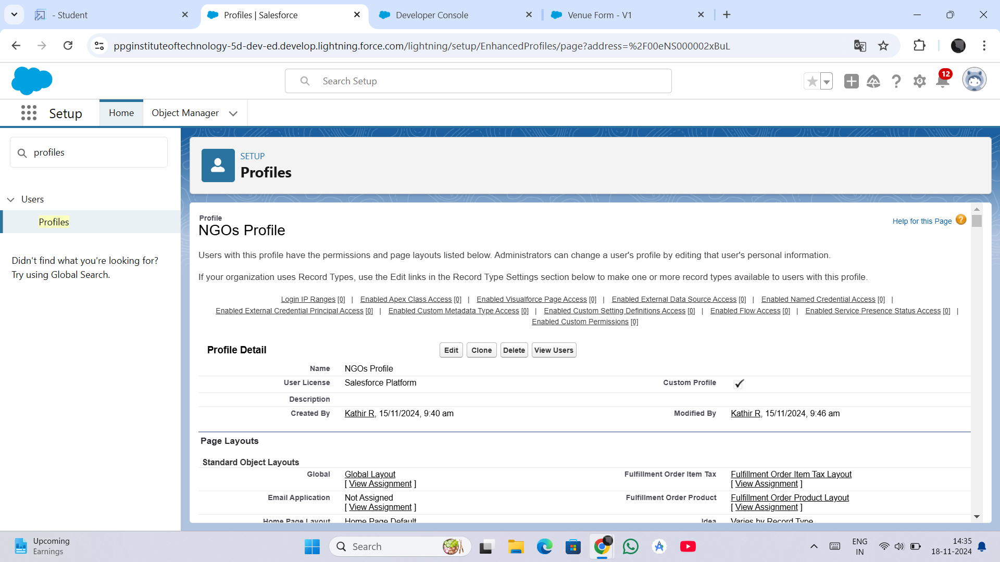 - Student
Profiles | Salesforce
Developer Console
Venue Form - V1
ppginstituteoftechnology-5d-dev-ed.develop.lightning.force.com/lightning/setup/EnhancedProfiles/page?address=%2F00eNS000002xBuL
Search Setup
12
Setup
Home
Object Manager
profiles
Users
Profiles
Didn't find what you're looking for?
Try using Global Search.
SETUP
Profiles
Profile
NGOs Profile
Help for this Page
Users with this profile have the permissions and page layouts listed below. Administrators can change a user's profile by editing that user's personal information.
If your organization uses Record Types, use the Edit links in the Record Type Settings section below to make one or more record types available to users with this profile.
Login IP Ranges [0] | Enabled Apex Class Access [0] | Enabled Visualforce Page Access [0] | Enabled External Data Source Access [0] | Enabled Named Credential Access [0] |
Enabled External Credential Principal Access [0] | Enabled Custom Metadata Type Access [0] | Enabled Custom Setting Definitions Access [0] | Enabled Flow Access [0] | Enabled Service Presence Status Access [0] |
Enabled Custom Permissions [0]
Profile Detail
Edit Clone Delete View Users
Name NGOs Profile
User License Salesforce Platform Custom Profile
Description
Created By Kathir R, 15/11/2024, 9:40 am Modified By Kathir R, 15/11/2024, 9:46 am
Page Layouts
Standard Object Layouts
Global Global Layout Fulfillment Order Item Tax Fulfillment Order Item Tax Layout
[ View Assignment ] [ View Assignment ]
Email Application Not Assigned Fulfillment Order Product Fulfillment Order Product Layout
[ View Assignment ] [ View Assignment ]
Home Page Layout Home Page Default Idea Varies by Record Type
Upcoming
Earnings
Search
ENG
IN
14:35
18-11-2024